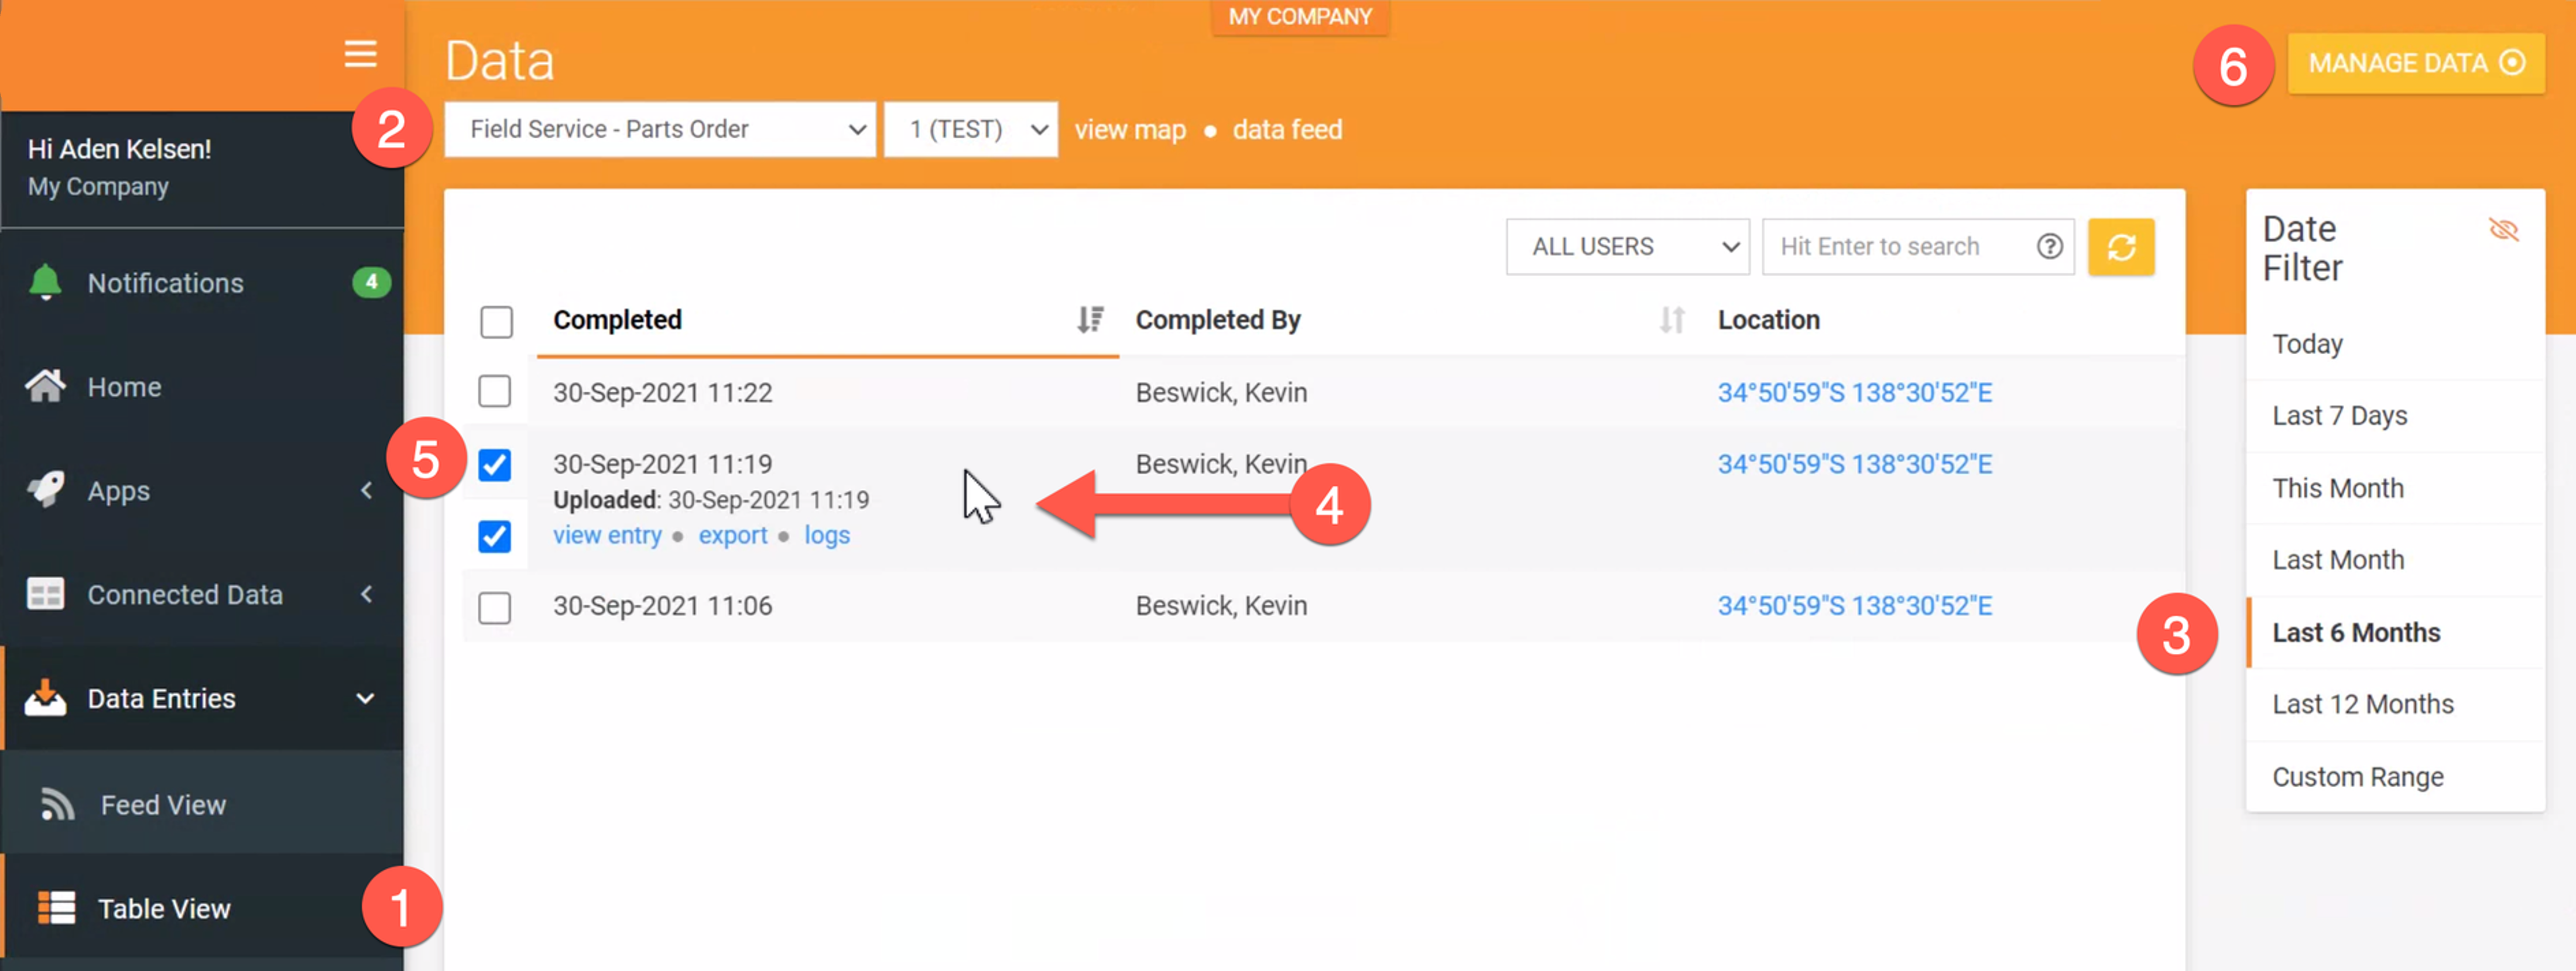 MY COMPANY
Data
6
MANAGE DATA
2
Field Service - Parts Order
1 (TEST)
view map ● data feed
Hi Aden Kelsen!
My Company
Notifications
4
Home
Apps
Connected Data
Data Entries
Feed View
Table View
1
ALL USERS
Hit Enter to search
?
Completed
Completed By
Location
30-Sep-2021 11:22
Beswick, Kevin
34°50'59"S 138°30'52"E
5
30-Sep-2021 11:19
Beswick, Kevin
34°50'59"S 138°30'52"E
Uploaded: 30-Sep-2021 11:19
4
view entry ● export ● logs
30-Sep-2021 11:06
Beswick, Kevin
34°50'59"S 138°30'52"E
Date
Filter
Today
Last 7 Days
This Month
Last Month
3
Last 6 Months
Last 12 Months
Custom Range